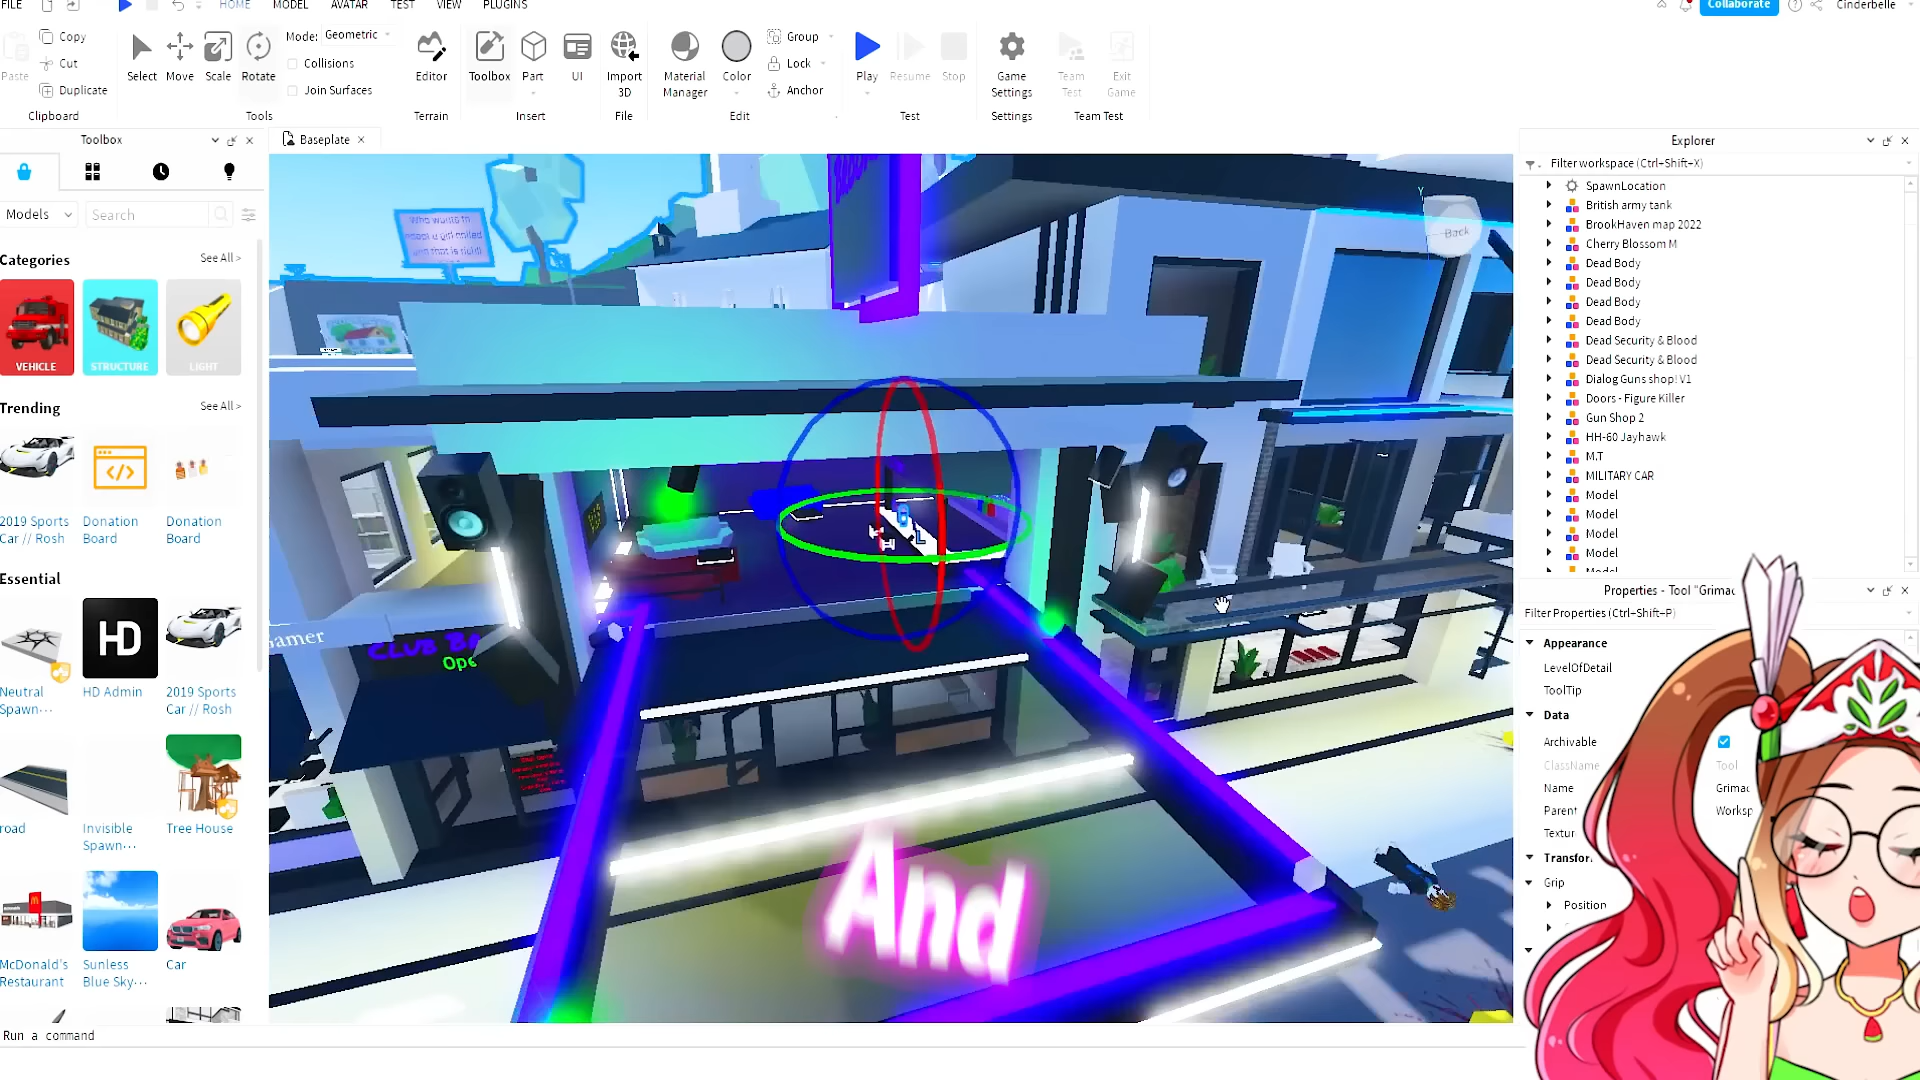 FILE
HOME
MODEL
AVATAR
TEST
VIEW
PLUGINS
Collaborate
Cinderbelle
Paste
Copy
Cut
Duplicate
Clipboard
Select
Move
Scale
Rotate
Mode: Geometric
Collisions
Join Surfaces
Tools
Editor
Terrain
Toolbox
Part
UI
Insert
Import
3D
File
Material
Manager
Color
Group
Lock
Anchor
Edit
Play
Resume
Stop
Test
Game
Settings
Settings
Team
Test
Exit
Game
Team Test
Toolbox
Models
Search
Categories
See All >
VEHICLE
STRUCTURE
LIGHT
Trending
See All >
2019 Sports
Car // Rosh
Donation
Board
Donation
Board
Essential
HD
Neutral
Spawn...
HD Admin
2019 Sports
Car // Rosh
road
Invisible
Spawn...
Tree House
McDonald's
Restaurant
Sunless
Blue Sky...
Car
Run a command
Baseplate
Back
Y
CLUB
Ope
And
Explorer
Filter workspace (Ctrl+Shift+X)
SpawnLocation
British army tank
BrookHaven map 2022
Cherry Blossom M
Dead Body
Dead Body
Dead Body
Dead Body
Dead Security & Blood
Dead Security & Blood
Dialog Guns shop! V1
Doors - Figure Killer
Gun Shop 2
HH-60 Jayhawk
M.T
MILITARY CAR
Model
Model
Model
Model
Model
Properties - Tool "Grimac
Filter Properties (Ctrl+Shift+P)
Appearance
LevelOfDetail
ToolTip
Data
Archivable
ClassName
Tool
Name
Grimac
Parent
Worksp
Textur
Transfor
Grip
Position